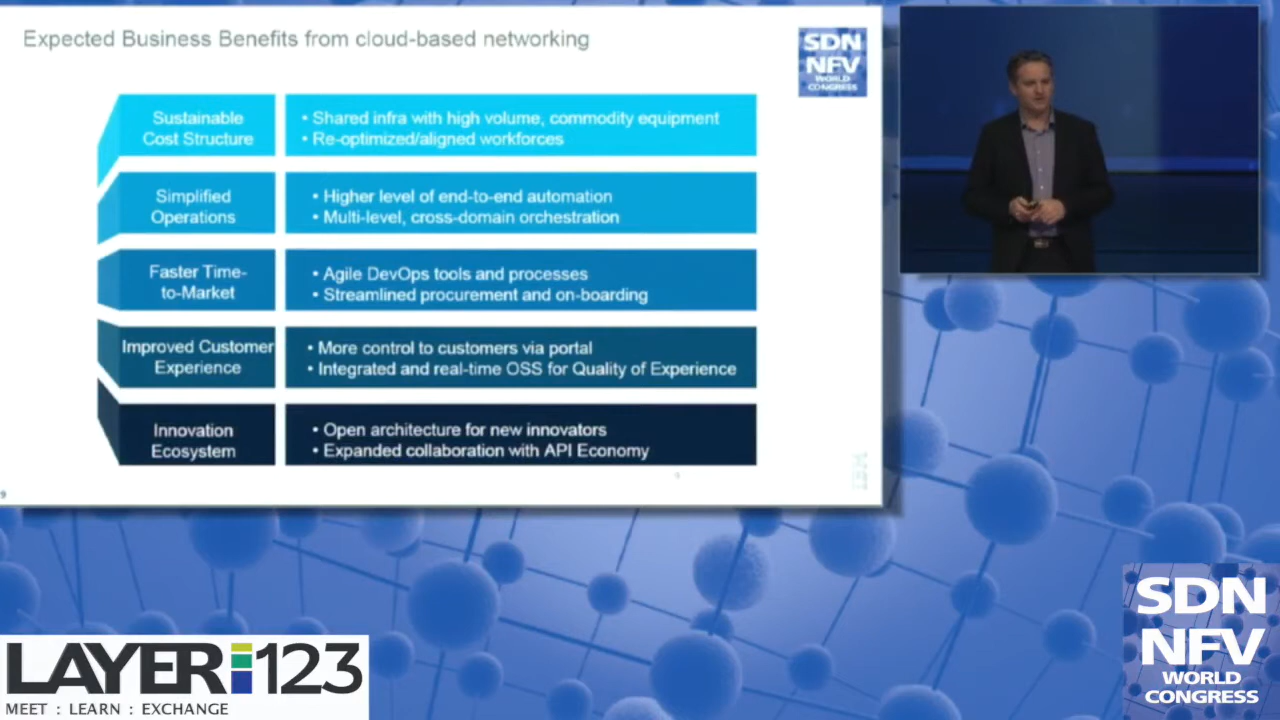 Expected Business Benefits from cloud-based networking
SDN
NFV
WORLD
CONGRESS
Sustainable
Cost Structure
• Shared infra with high volume, commodity equipment
• Re-optimized/aligned workforces
Simplified
Operations
• Higher level of end-to-end automation
• Multi-level, cross-domain orchestration
Faster Time-
to-Market
• Agile DevOps tools and processes
• Streamlined procurement and on-boarding
Improved Customer
Experience
• More control to customers via portal
• Integrated and real-time OSS for Quality of Experience
Innovation
Ecosystem
• Open architecture for new innovators
• Expanded collaboration with API Economy
9
IBM
9
LAYER123
MEET : LEARN : EXCHANGE
SDN
NFV
WORLD
CONGRESS